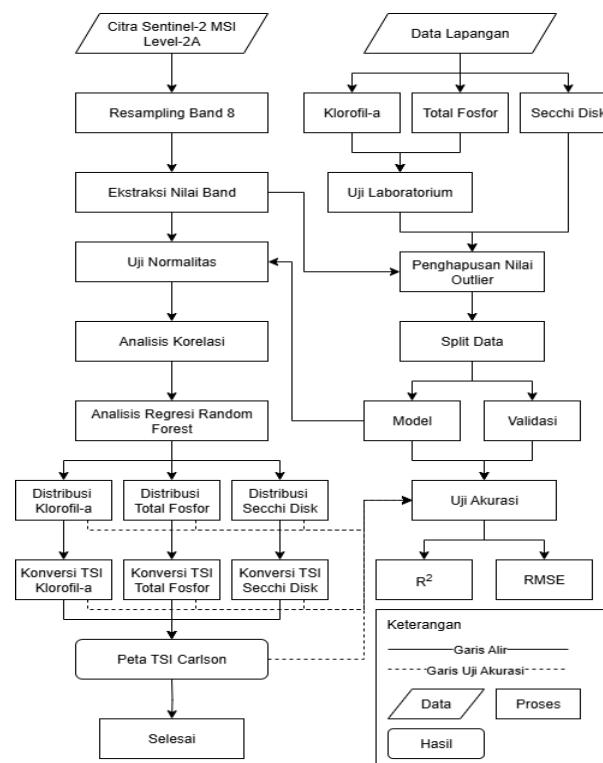 Citra Sentinel-2 MSI
Level-2A
Data Lapangan
Resampling Band 8
Klorofil-a
Total Fosfor
Secchi Disk
Ekstraksi Nilai Band
Uji Laboratorium
Uji Normalitas
Penghapusan Nilai
Outlier
Analisis Korelasi
Split Data
Analisis Regresi Random
Forest
Model
Validasi
Distribusi
Klorofil-a
Distribusi
Total Fosfor
Distribusi
Secchi Disk
Uji Akurasi
Konversi TSI
Klorofil-a
Konversi TSI
Total Fosfor
Konversi TSI
Secchi Disk
R²
RMSE
Peta TSI Carlson
Selesai
Keterangan
Garis Alir
Garis Uji Akurasi
Data
Proses
Hasil